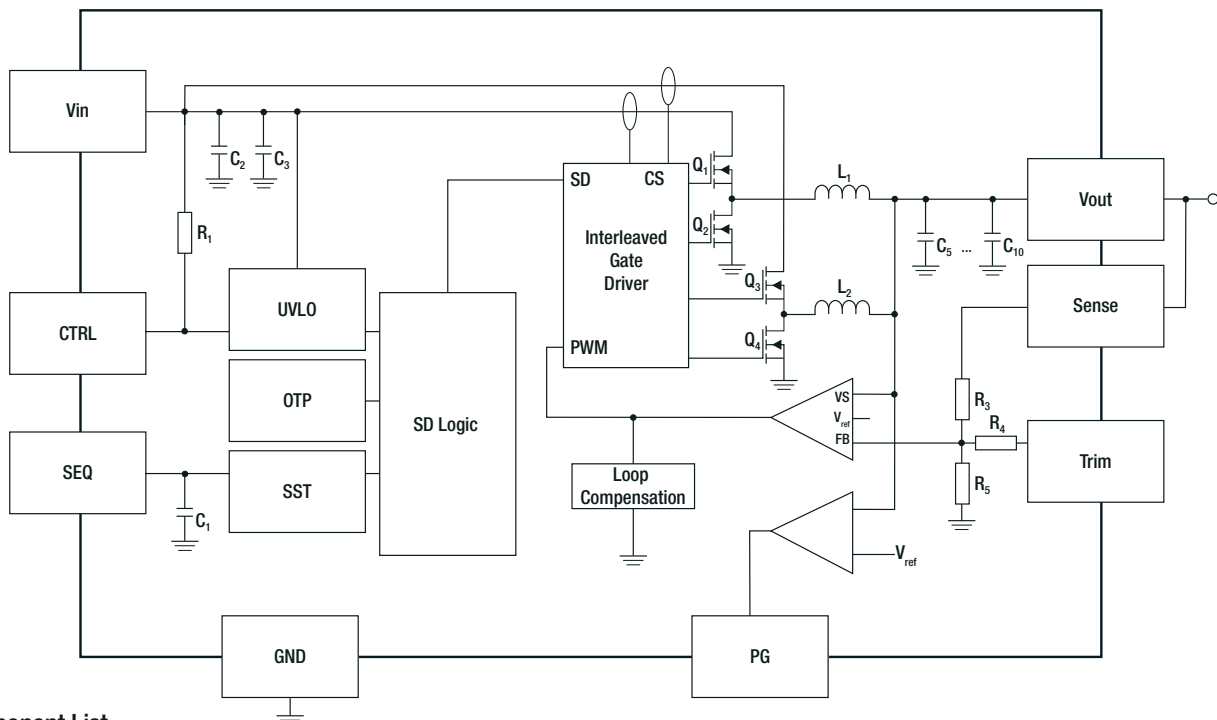 Vin
C2
C3
R1
CTRL
UVLO
OTP
SEQ
SST
C1
SD Logic
SD
CS
Interleaved
Gate
Driver
PWM
Q1
Q2
Q3
Q4
L1
L2
C5 ... C10
Vout
Sense
Trim
R3
R4
R5
VS
Vref
FB
Loop
Compensation
Vref
GND
PG